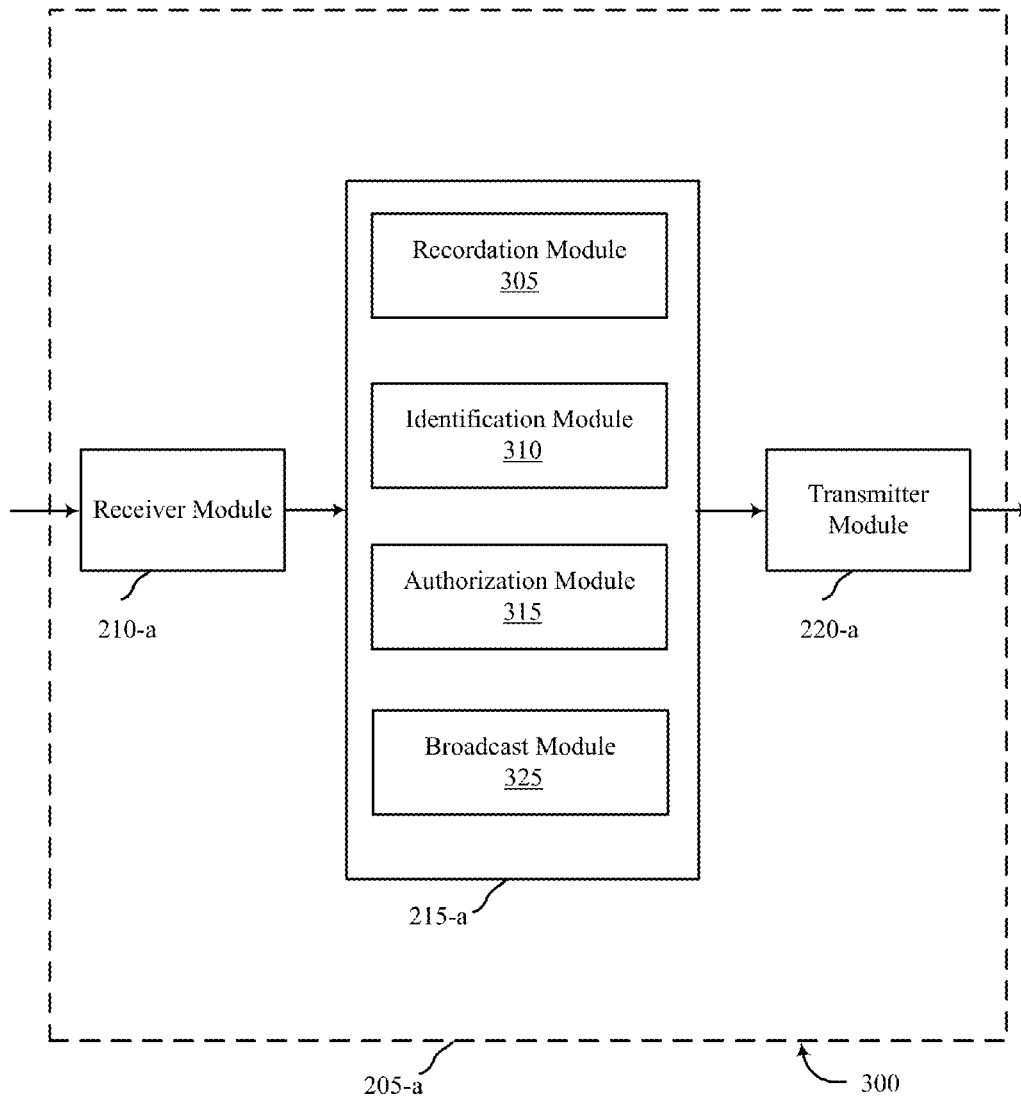 Recordation Module
305
Identification Module
310
Receiver Module
Transmitter
Module
Authorization Module
315
210-a
220-a
Broadcast Module
325
215-a
205-a
300